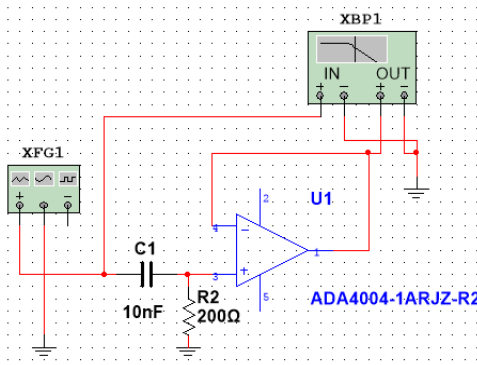 XBP1
IN OUT
+ − + −
XFG1
+ −
U1
2
4
−
1
C1
3
+
R2
5
ADA4004-1ARJZ-R2
10nF
200Ω